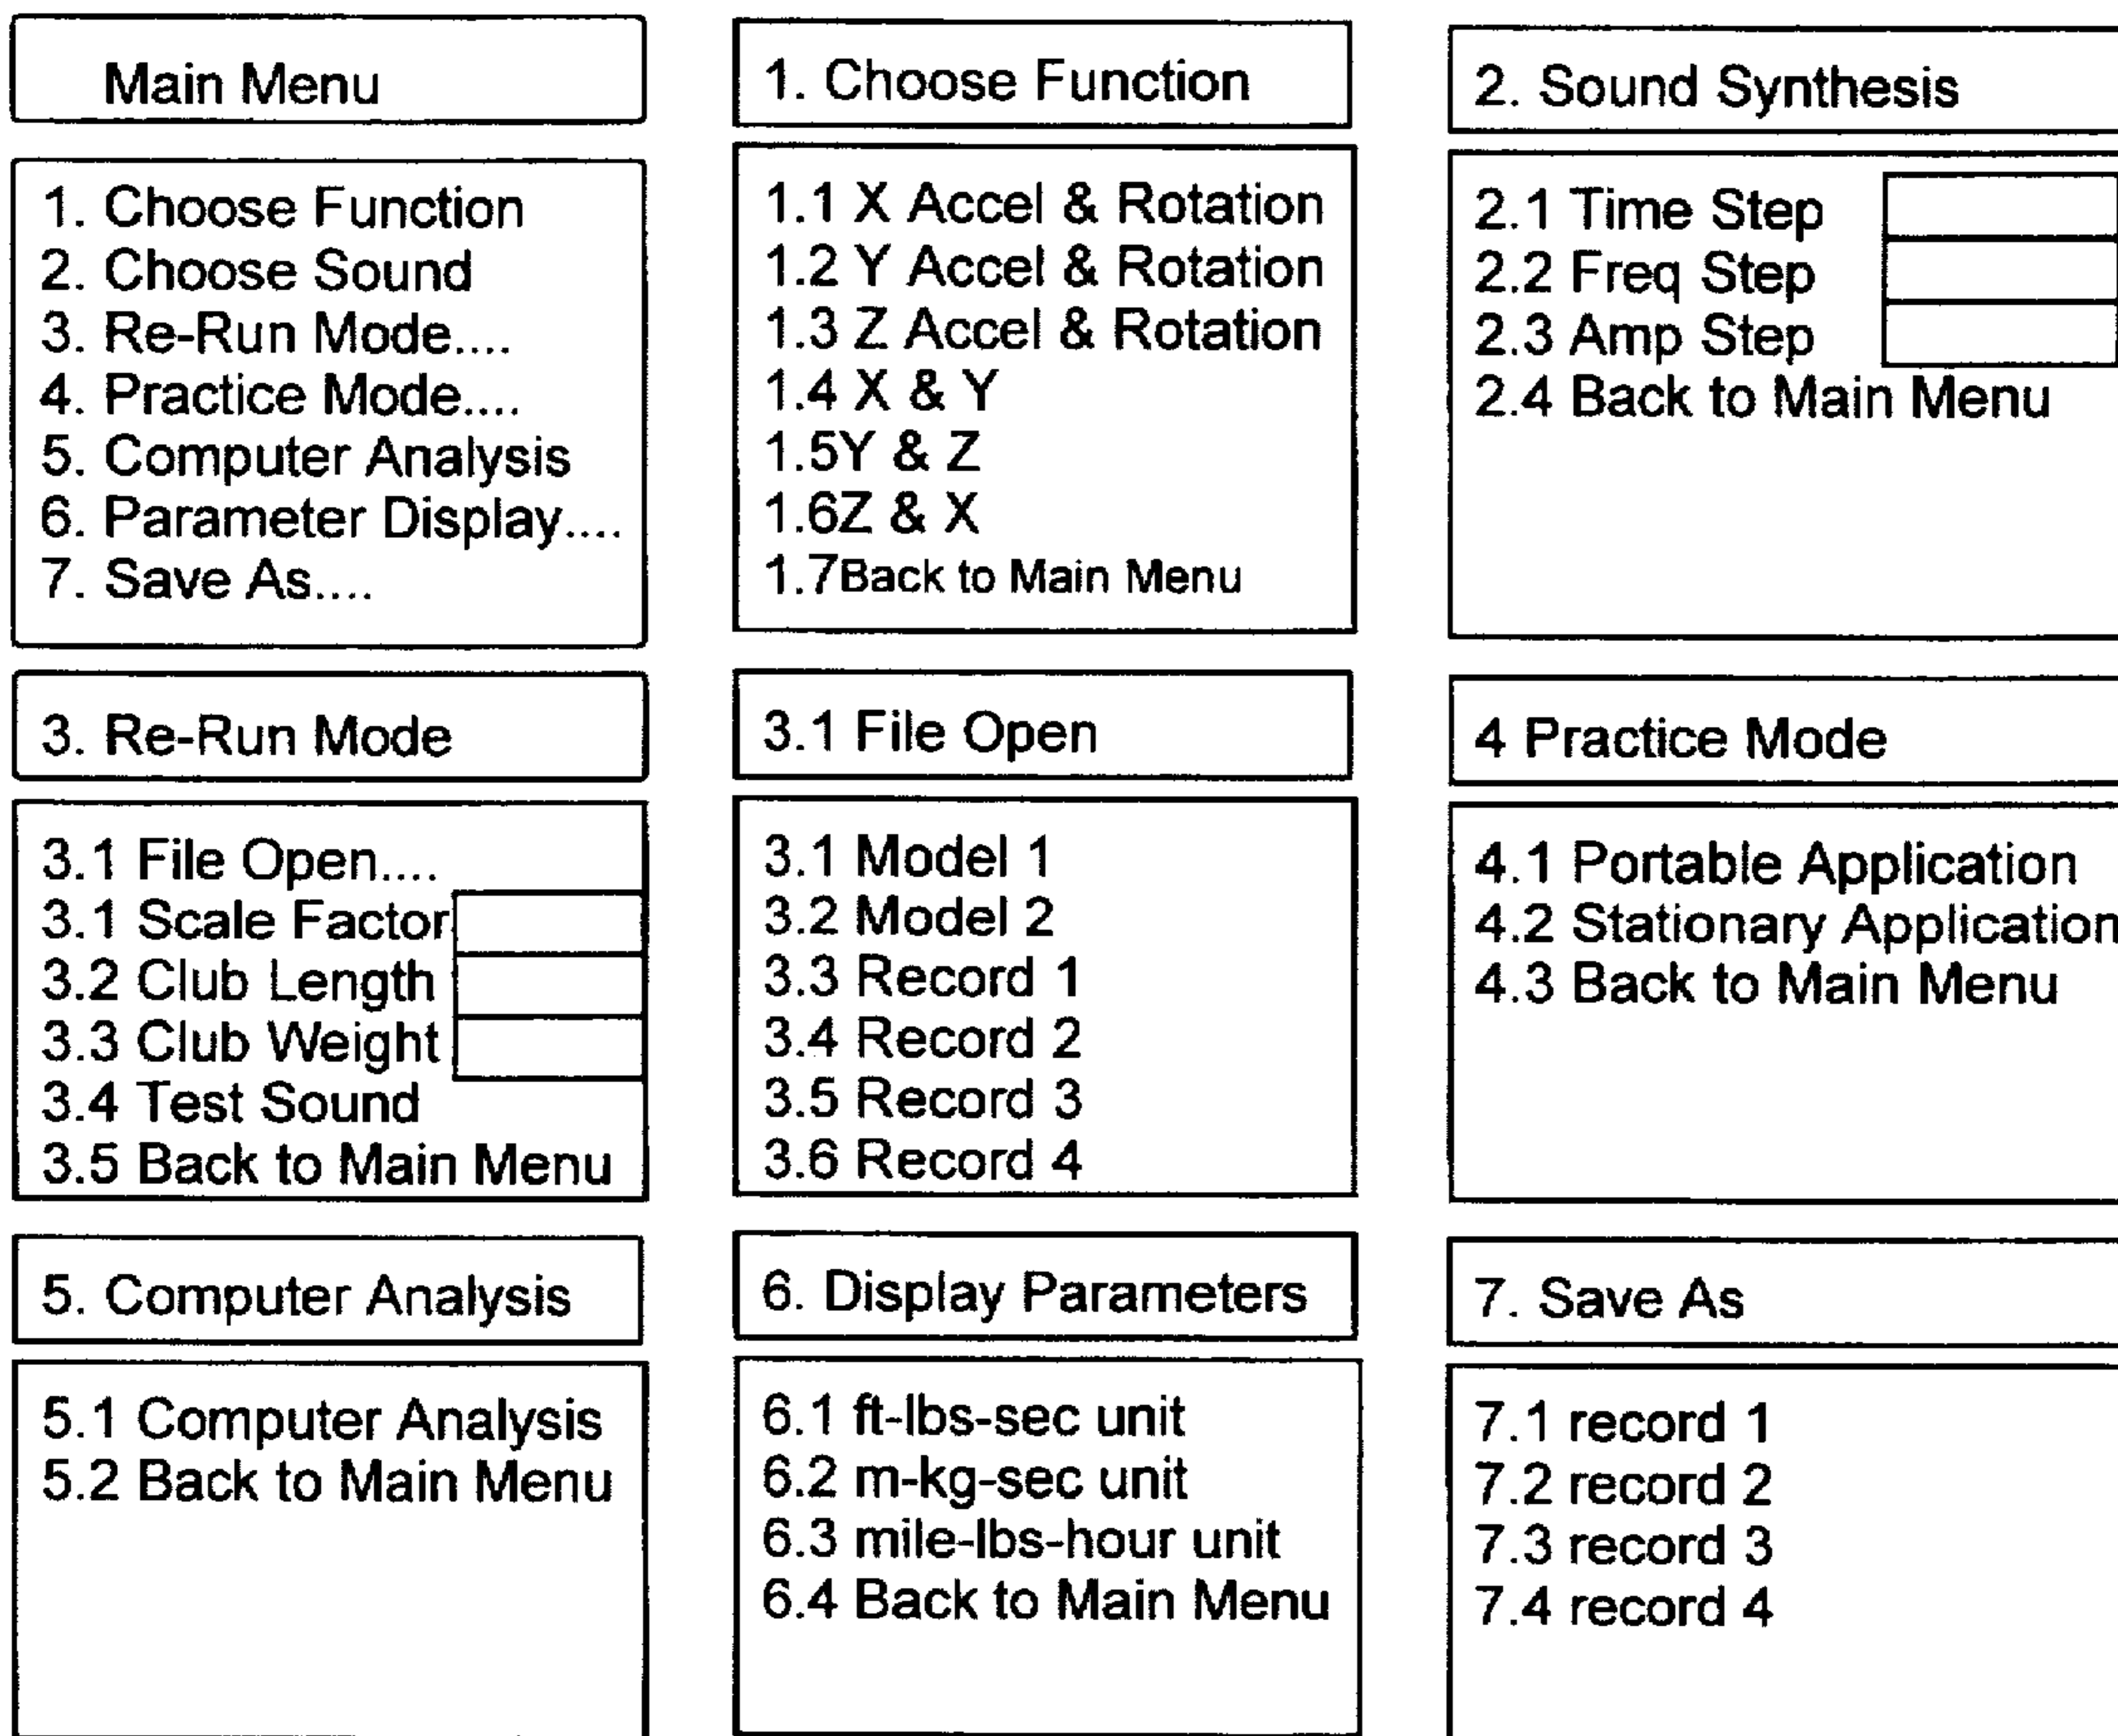 Main Menu
1. Choose Function
2. Choose Sound
3. Re-Run Mode....
4. Practice Mode....
5. Computer Analysis
6. Parameter Display....
7. Save As....
1. Choose Function
1.1 X Accel & Rotation
1.2 Y Accel & Rotation
1.3 Z Accel & Rotation
1.4 X & Y
1.5Y & Z
1.6Z & X
1.7Back to Main Menu
2. Sound Synthesis
2.1 Time Step
2.2 Freq Step
2.3 Amp Step
2.4 Back to Main Menu
3. Re-Run Mode
3.1 File Open....
3.1 Scale Factor
3.2 Club Length
3.3 Club Weight
3.4 Test Sound
3.5 Back to Main Menu
3.1 File Open
3.1 Model 1
3.2 Model 2
3.3 Record 1
3.4 Record 2
3.5 Record 3
3.6 Record 4
4 Practice Mode
4.1 Portable Application
4.2 Stationary Application
4.3 Back to Main Menu
5. Computer Analysis
5.1 Computer Analysis
5.2 Back to Main Menu
6. Display Parameters
6.1 ft-lbs-sec unit
6.2 m-kg-sec unit
6.3 mile-lbs-hour unit
6.4 Back to Main Menu
7. Save As
7.1 record 1
7.2 record 2
7.3 record 3
7.4 record 4